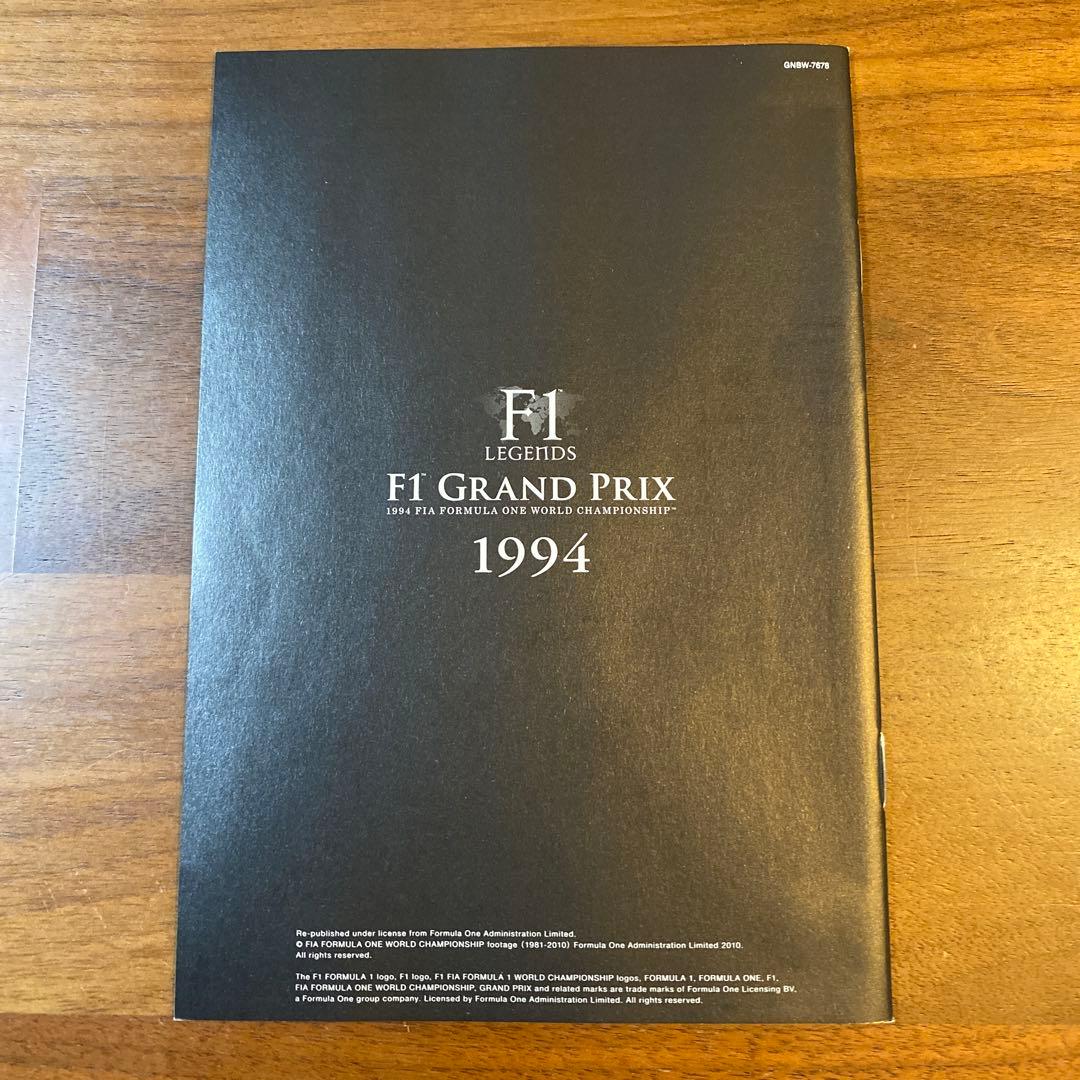 GNBW-7678
F1™
LEGENDS
F1™ GRAND PRIX
1994 FIA FORMULA ONE WORLD CHAMPIONSHIP™
1994
Re-published under license from Formula One Administration Limited.
© FIA FORMULA ONE WORLD CHAMPIONSHIP footage (1981-2010) Formula One Administration Limited 2010.
All rights reserved.
The F1 FORMULA 1 logo, F1 logo, F1 FIA FORMULA 1 WORLD CHAMPIONSHIP logos, FORMULA 1, FORMULA ONE, F1,
FIA FORMULA ONE WORLD CHAMPIONSHIP, GRAND PRIX and related marks are trade marks of Formula One Licensing BV,
a Formula One group company. Licensed by Formula One Administration Limited. All rights reserved.